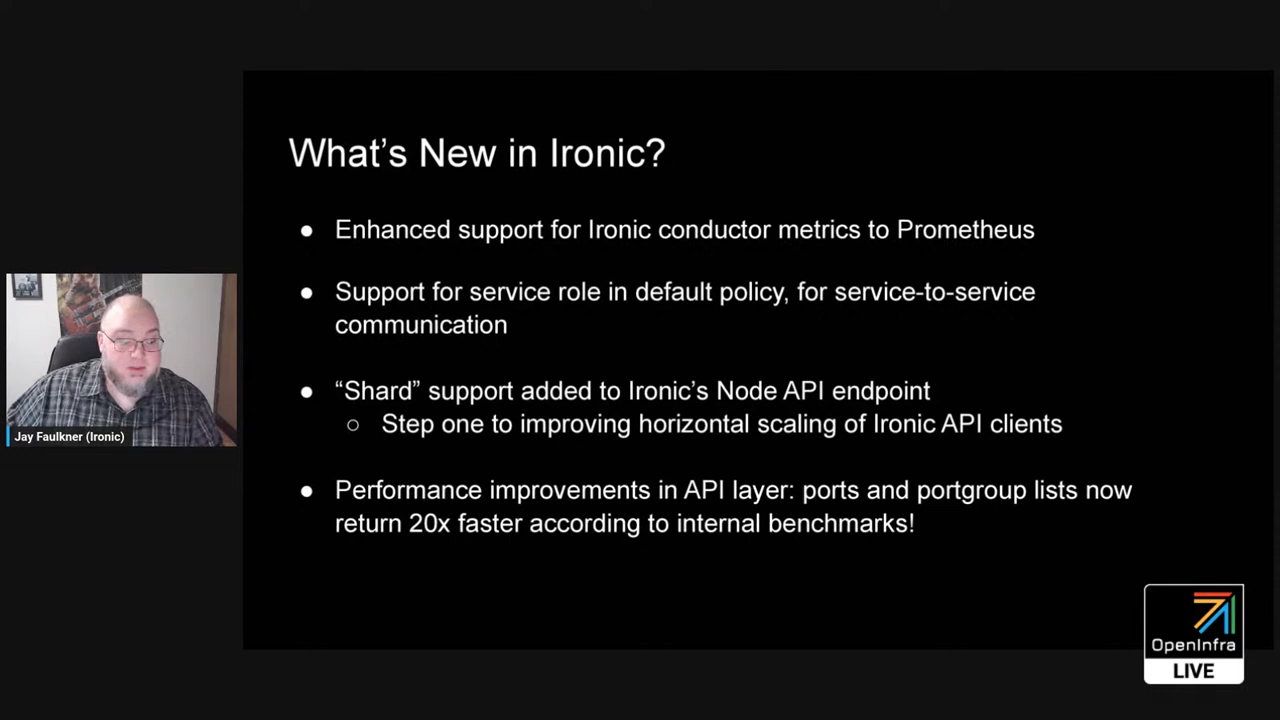 What’s New in Ironic?
● Enhanced support for Ironic conductor metrics to Prometheus
● Support for service role in default policy, for service-to-service
communication
● “Shard” support added to Ironic’s Node API endpoint
○ Step one to improving horizontal scaling of Ironic API clients
● Performance improvements in API layer: ports and portgroup lists now
return 20x faster according to internal benchmarks!
Jay Faulkner (Ironic)
OpenInfra
LIVE